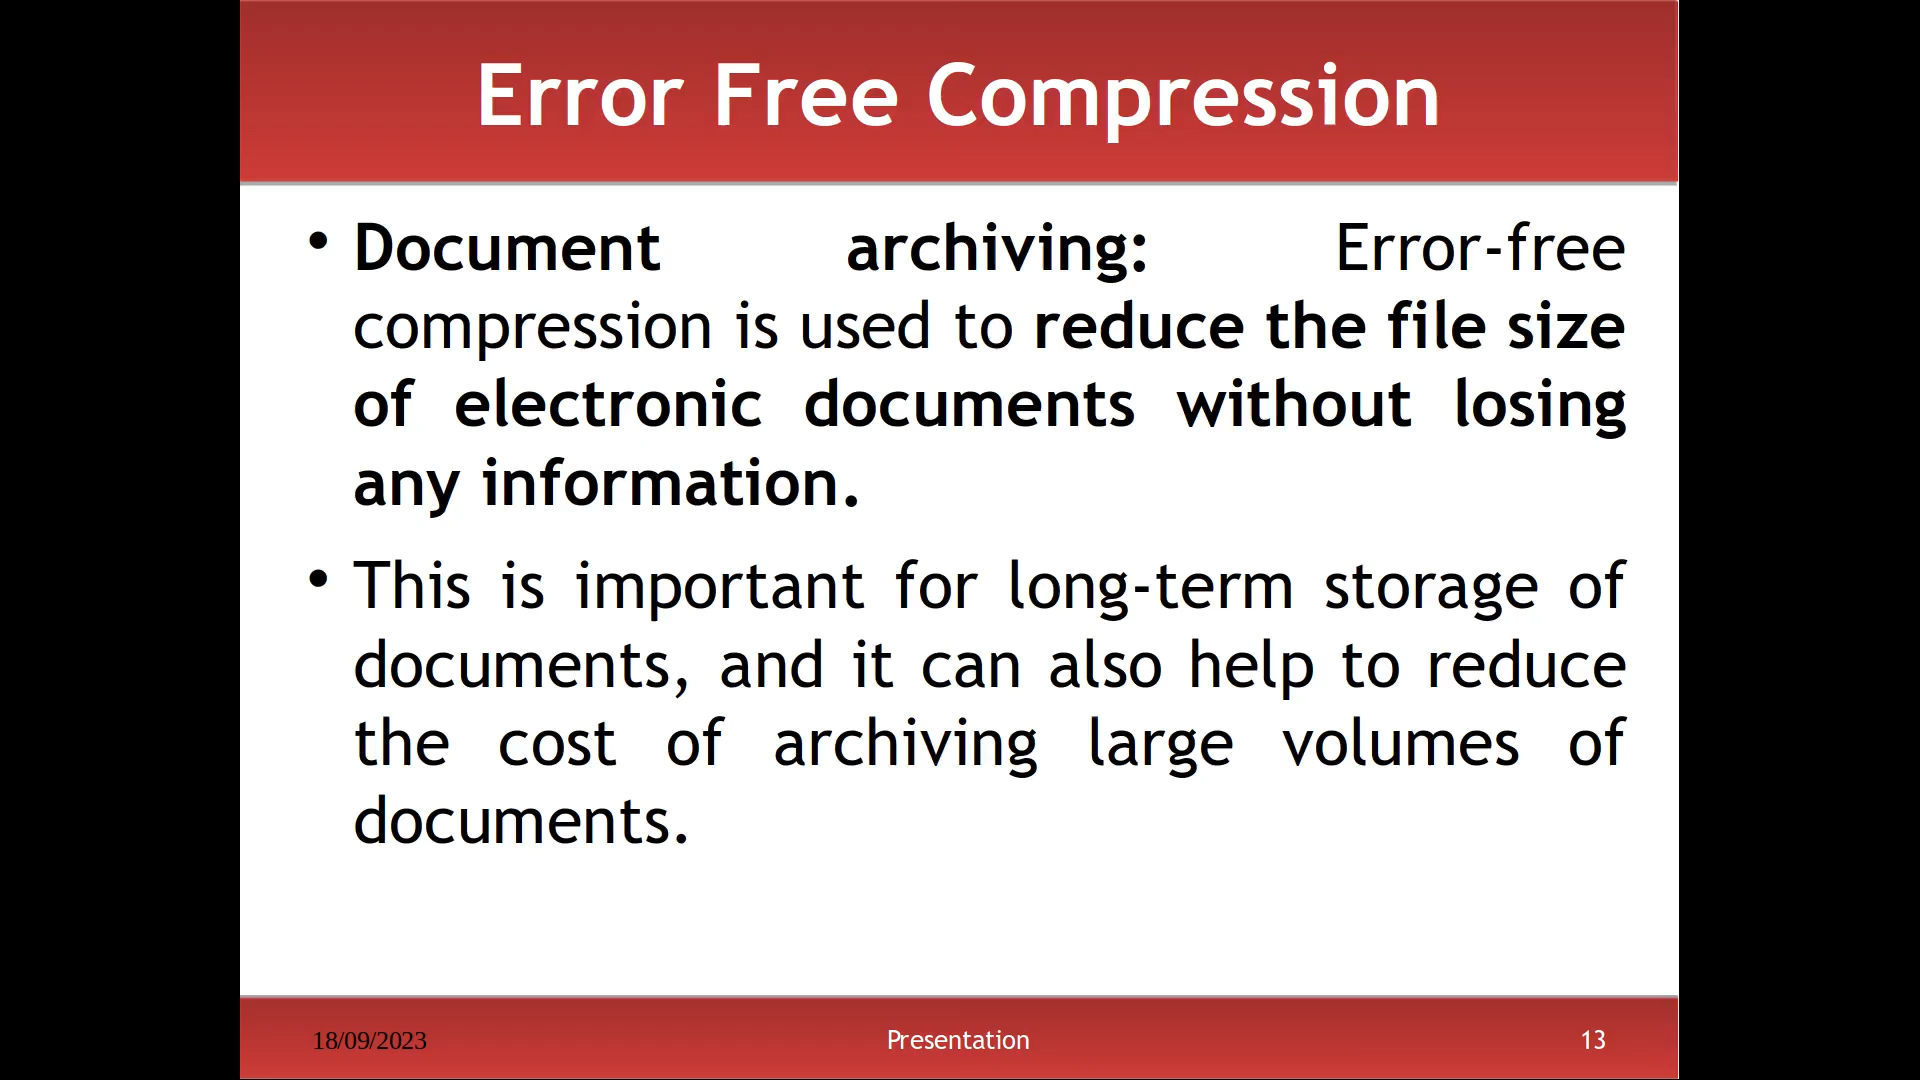 Error Free Compression
• Document archiving: Error-free
compression is used to reduce the file size
of electronic documents without losing
any information.
• This is important for long-term storage of
documents, and it can also help to reduce
the cost of archiving large volumes of
documents.
18/09/2023 Presentation 13